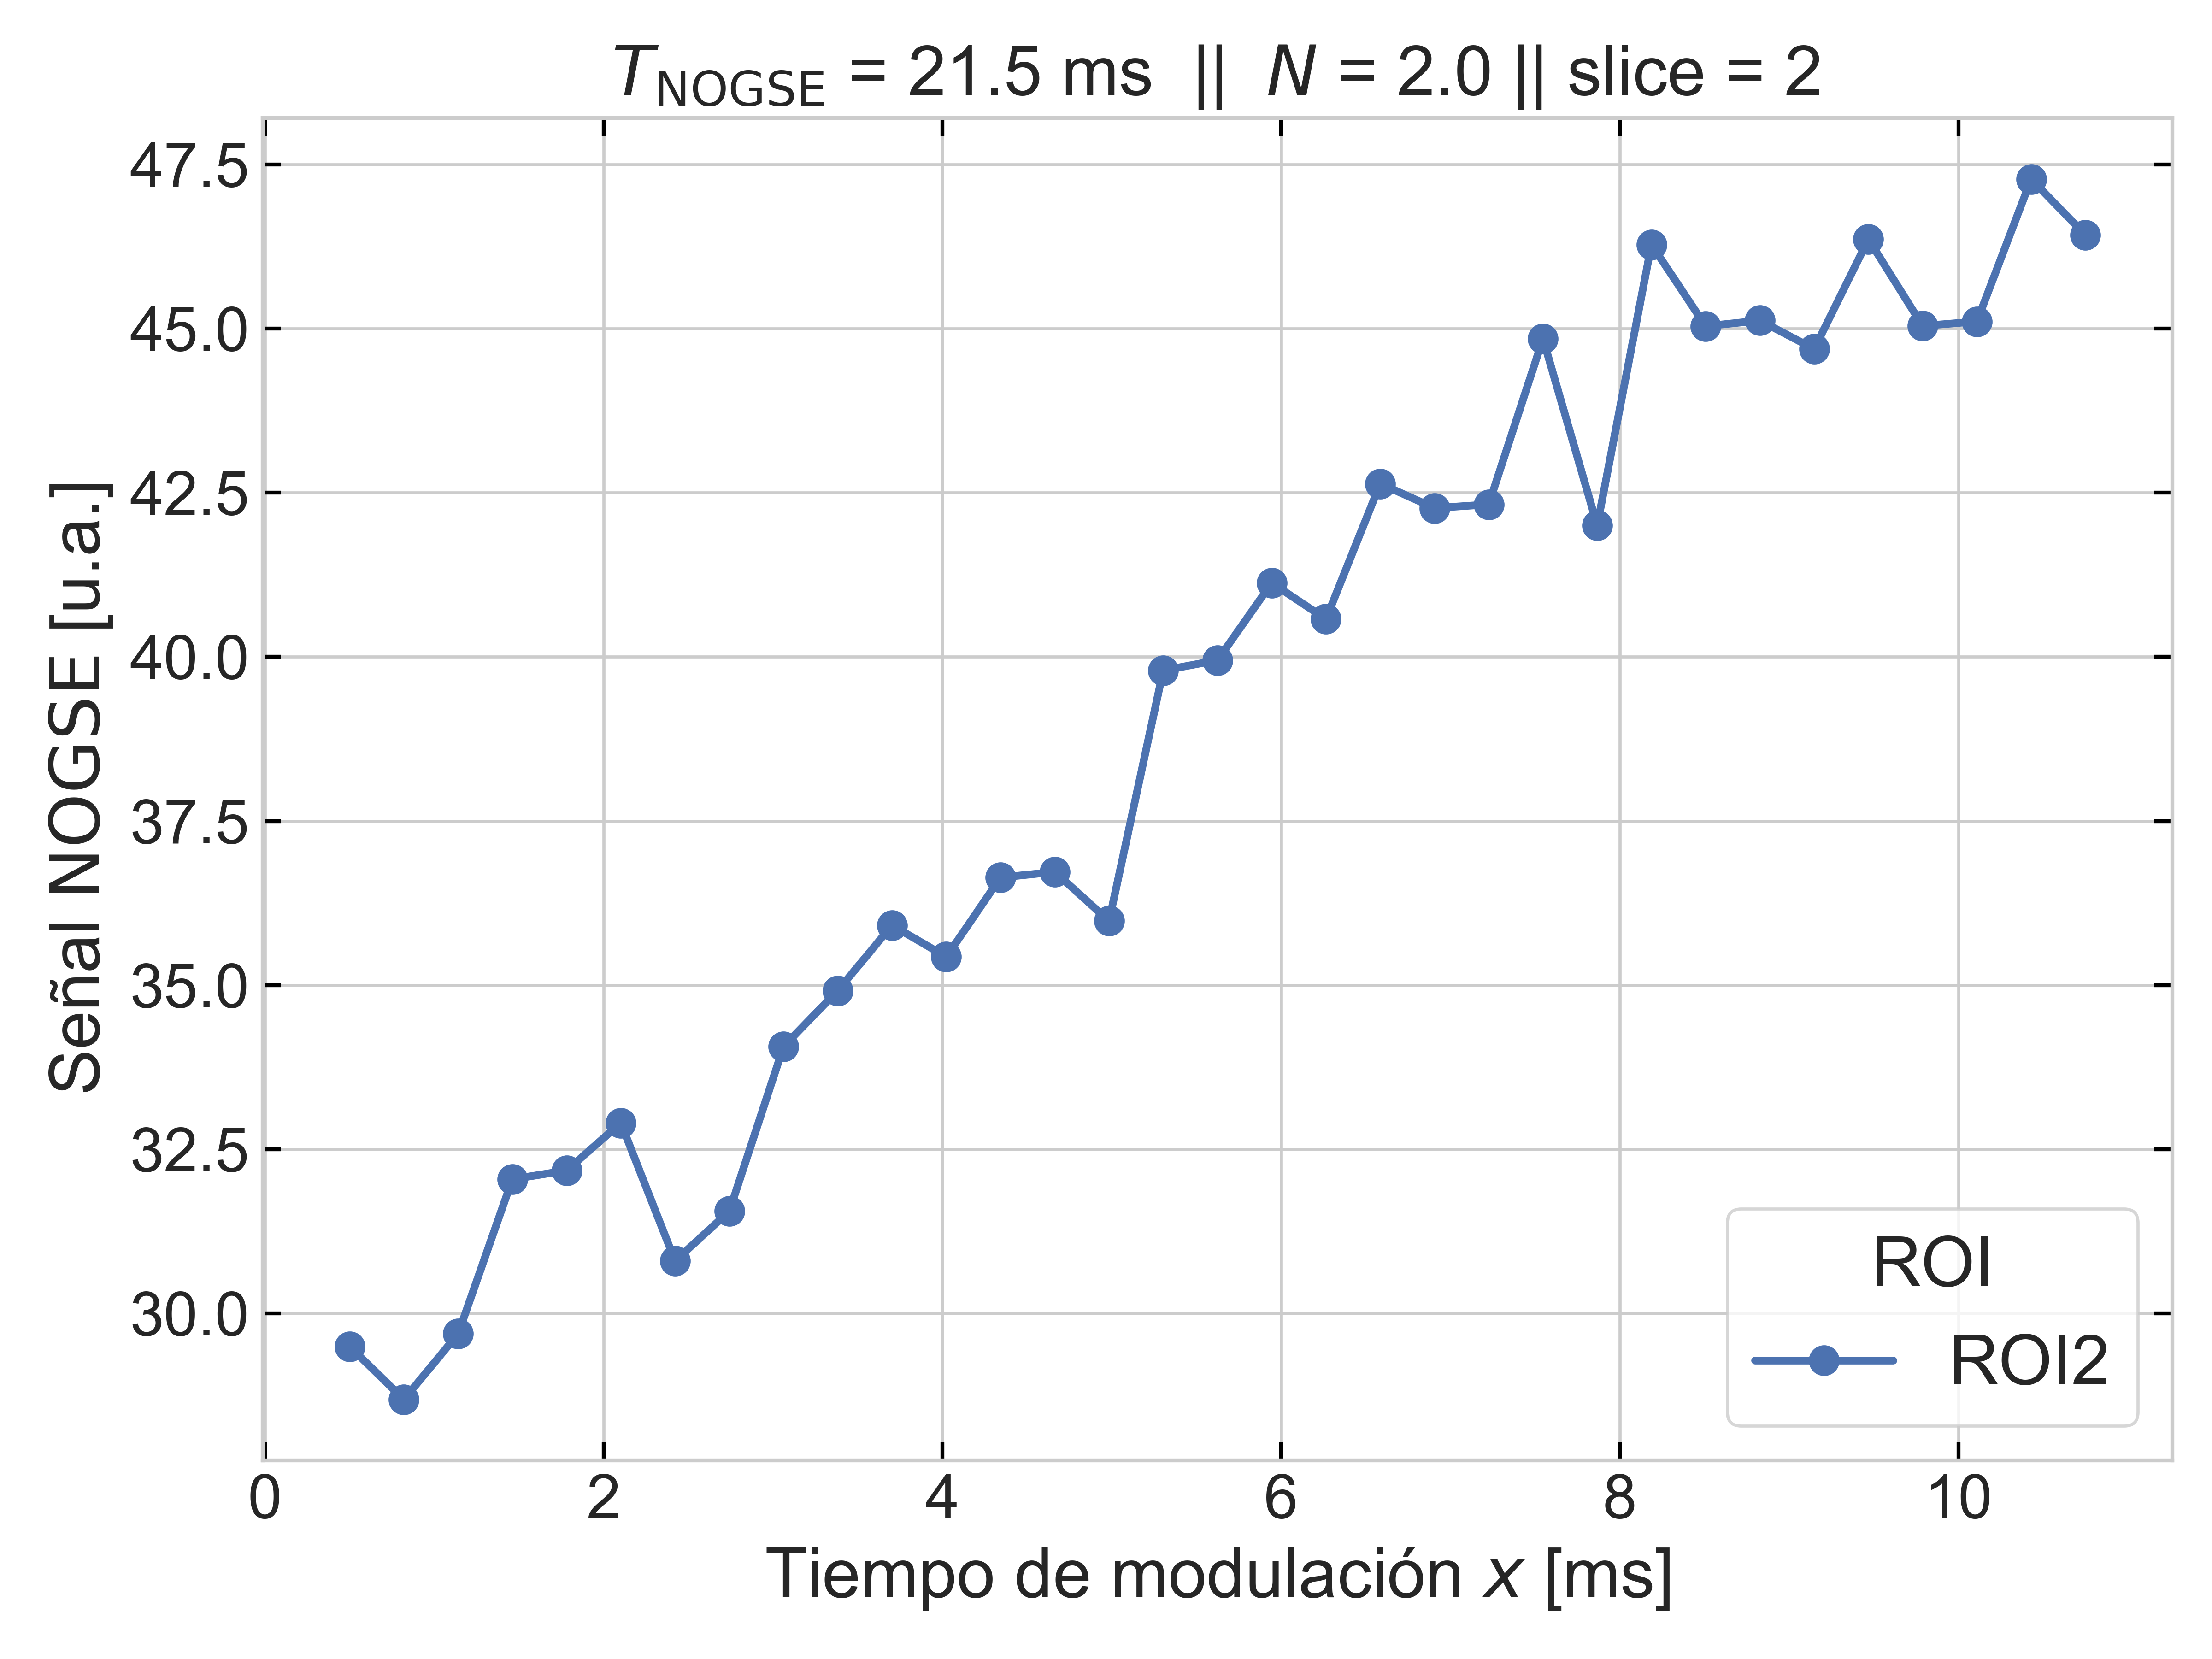 T_NOGSE = 21.5 ms || N = 2.0 || slice = 2
Señal NOGSE [u.a.]
47.5
45.0
42.5
40.0
37.5
35.0
32.5
30.0
ROI
ROI2
0 2 4 6 8 10
Tiempo de modulación x [ms]